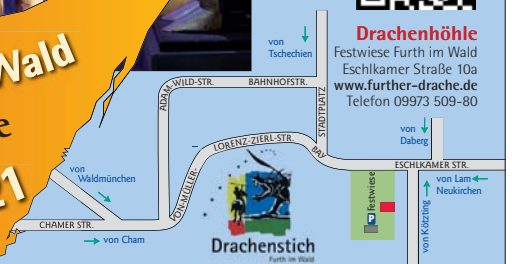 Wald
e
21
Drachenhöhle
Festwiese Furth im Wald
Eschlkamer Straße 10a
www.further-drache.de
Telefon 09973 509-80
von
Tschechien
ADAM-WILD-STR.
BAHNHOFSTR.
STADTPLATZ
von
Daberg
LORENZ-ZIERL-STR.
BAY
ESCHLKAMER STR.
von
Waldmünchen
VON-MÜLLER-
Festwiese
P
von Lam
Neukirchen
von Kötzting
CHAMER STR.
von Cham
Drachenstich
Furth im Wald